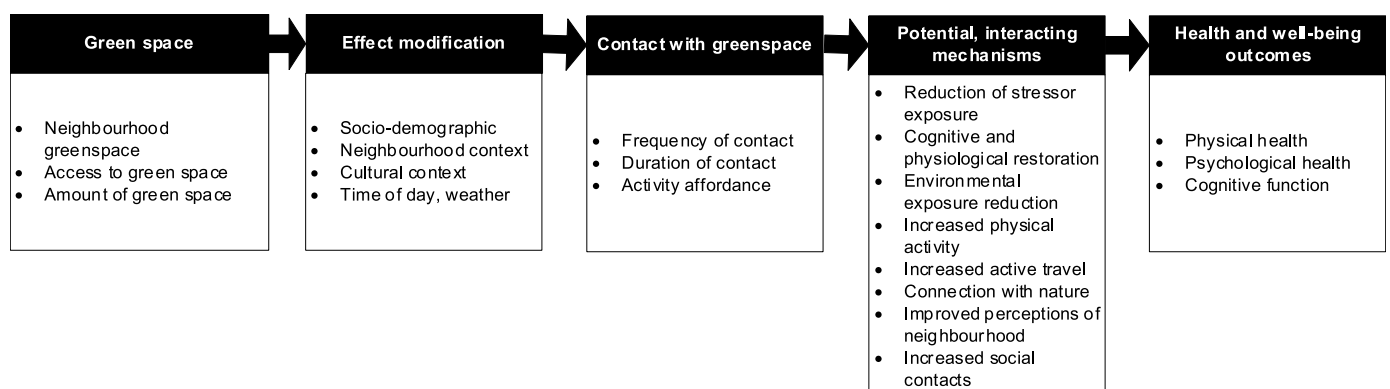 Green space
• Neighbourhood
greenspace
• Access to green space
• Amount of green space
Effect modification
• Socio-demographic
• Neighbourhood context
• Cultural context
• Time of day, weather
Contact with greenspace
• Frequency of contact
• Duration of contact
• Activity affordance
Potential, interacting
mechanisms
• Reduction of stressor
exposure
• Cognitive and
physiological restoration
• Environmental
exposure reduction
• Increased physical
activity
• Increased active travel
• Connection with nature
• Improved perceptions of
neighbourhood
• Increased social
contacts
Health and well-being
outcomes
• Physical health
• Psychological health
• Cognitive function